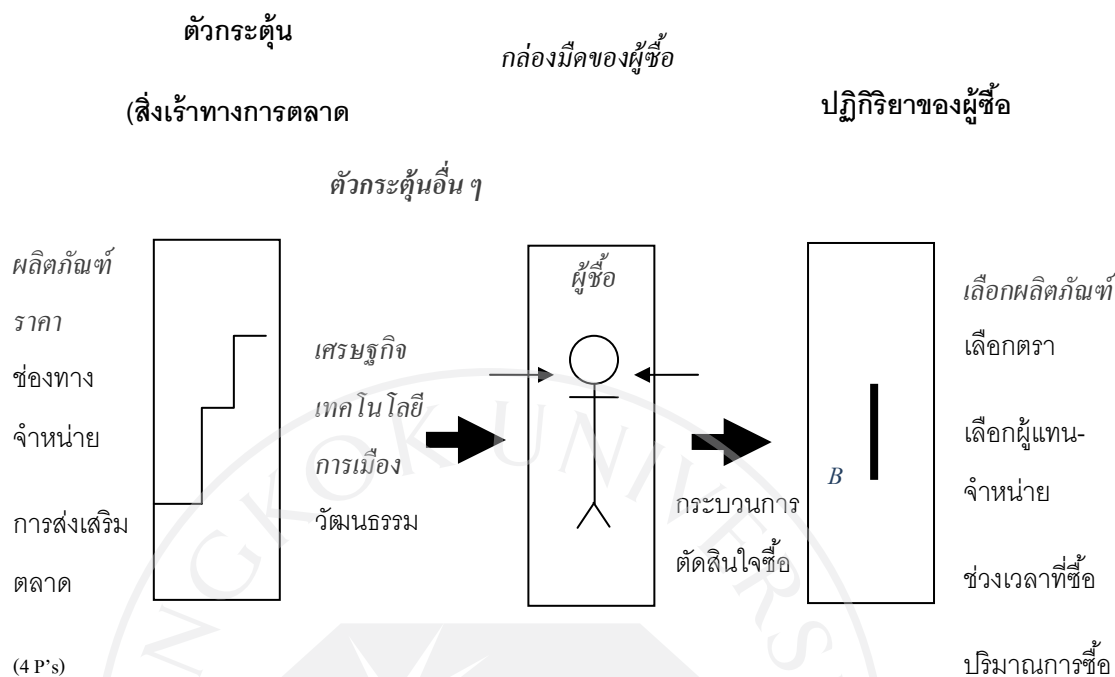 ตัวกระตุ้น
กล่องมืดของผู้ซื้อ
(สิ่งเร้าทางการตลาด
ปฏิกิริยาของผู้ซื้อ
ตัวกระตุ้นอื่น ๆ
ผลิตภัณฑ์
ราคา
ช่องทาง
จำหน่าย
การส่งเสริม
ตลาด
(4 P's)
เศรษฐกิจ
เทคโนโลยี
การเมือง
วัฒนธรรม
ผู้ซื้อ
กระบวนการ
ตัดสินใจซื้อ
B
เลือกผลิตภัณฑ์
เลือกตรา
เลือกผู้แทน-
จำหน่าย
ช่วงเวลาที่ซื้อ
ปริมาณการซื้อ
NGKOK UNIVERS